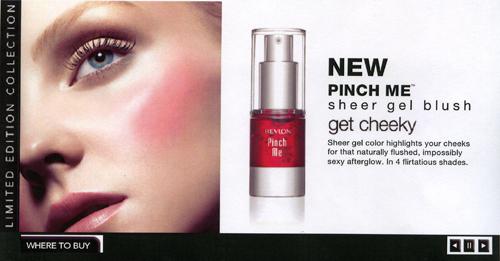 LIMITED EDITION COLLECTION
NEW
PINCH ME™
sheer gel blush
get cheeky
Sheer gel color highlights your cheeks
for that naturally flushed, impossibly
sexy afterglow. In 4 flirtatious shades.
REVLON
Pinch
Me
WHERE TO BUY